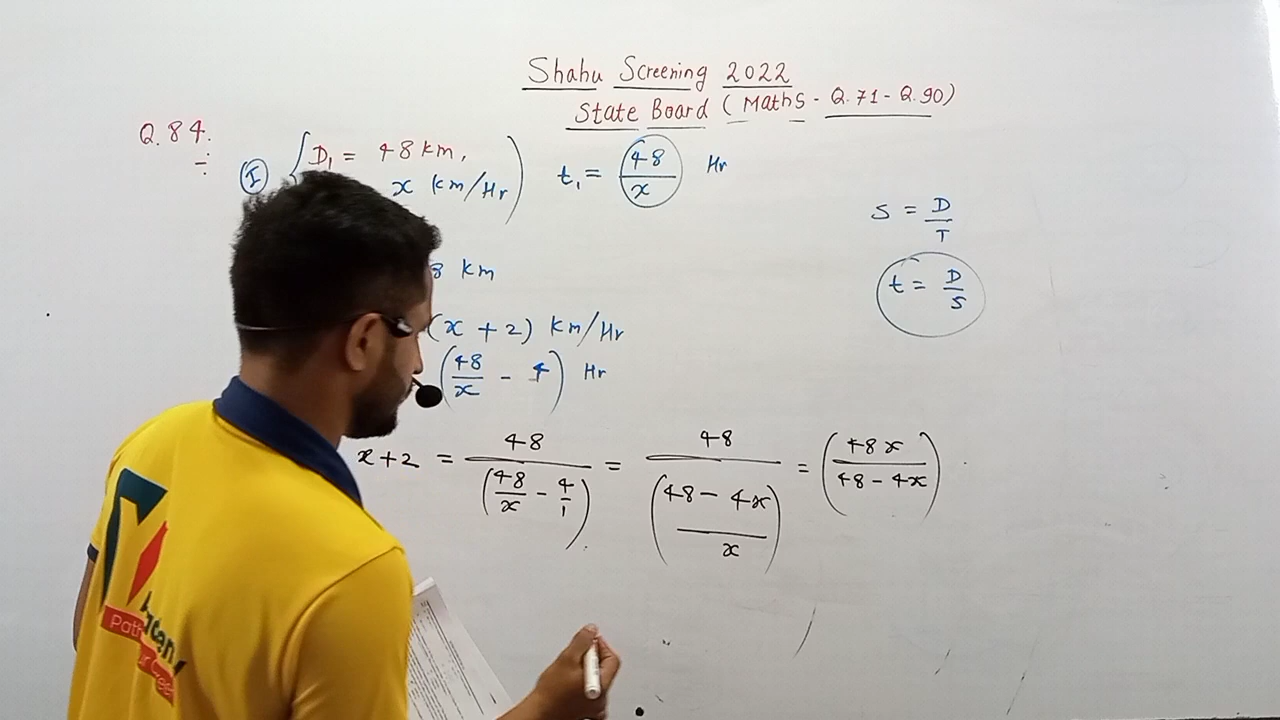 Shahu Screening 2022
State Board (Maths - Q.71 - Q.90)
Q.84.
I D₁ = 48 km,
x km/Hr
t₁ = 48/x Hr
S = D/T
t = D/S
8 km
(x + 2) km/Hr
(48/x - 4) Hr
x+2 = 48/(48/x - 4/1) = 48/((48 - 4x)/x) = (48x/(48 - 4x))